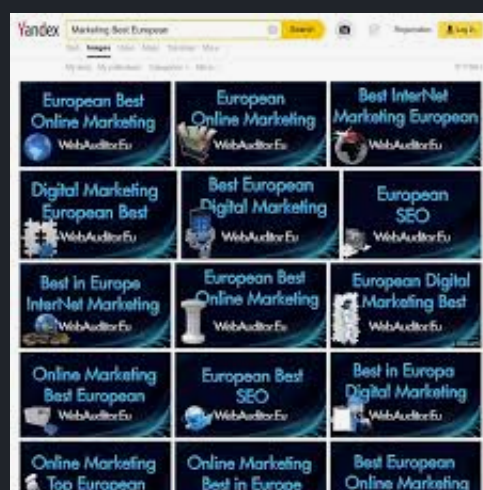 Yandex
Marketing Best European
Search
Log in
Images
European Best
Online Marketing
WebAuditor.Eu
European
Online Marketing
WebAuditor.Eu
Best InterNet
Marketing European
WebAuditor.Eu
Digital Marketing
European Best
WebAuditor.Eu
Best European
Digital Marketing
WebAuditor.Eu
European
SEO
WebAuditor.Eu
Best in Europe
InterNet Marketing
WebAuditor.Eu
European Best
Online Marketing
WebAuditor.Eu
European Digital
Marketing Best
WebAuditor.Eu
Online Marketing
Best European
WebAuditor.Eu
European Best
SEO
WebAuditor.Eu
Best in Europa
Digital Marketing
WebAuditor.Eu
Online Marketing
Top European
Online Marketing
Best in Europe
Best European
Online Marketing